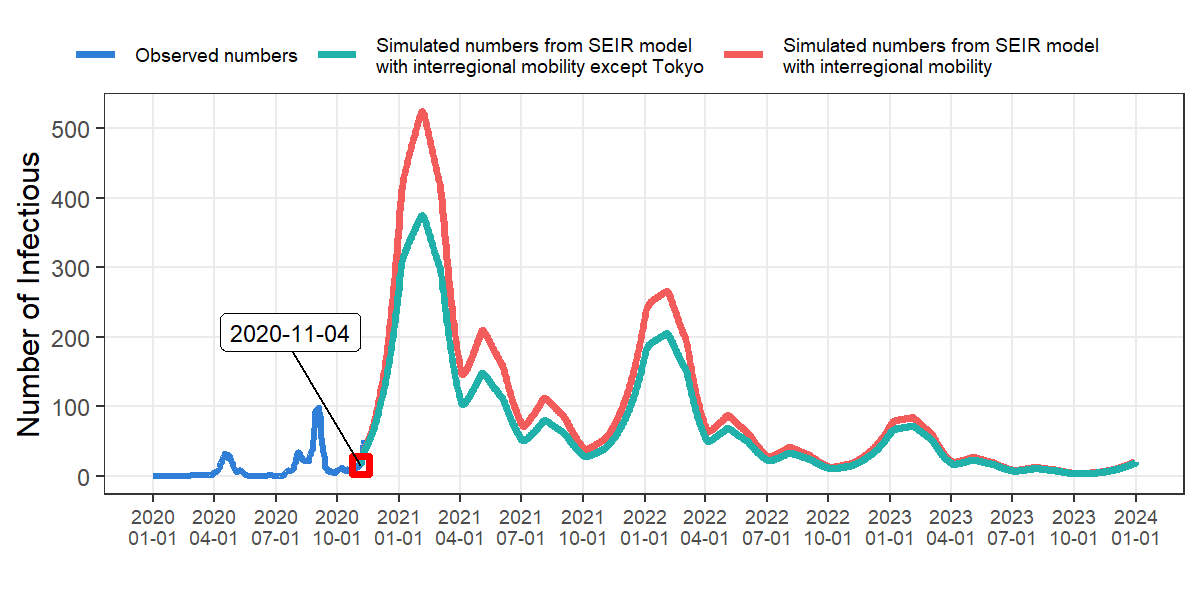 Observed numbers
Simulated numbers from SEIR model
with interregional mobility except Tokyo
Simulated numbers from SEIR model
with interregional mobility
Number of Infectious
500
400
300
200
100
0
2020-11-04
2020 2020 2020 2020 2021 2021 2021 2021 2022 2022 2022 2022 2023 2023 2023 2023 2024
01-01 04-01 07-01 10-01 01-01 04-01 07-01 10-01 01-01 04-01 07-01 10-01 01-01 04-01 07-01 10-01 01-01